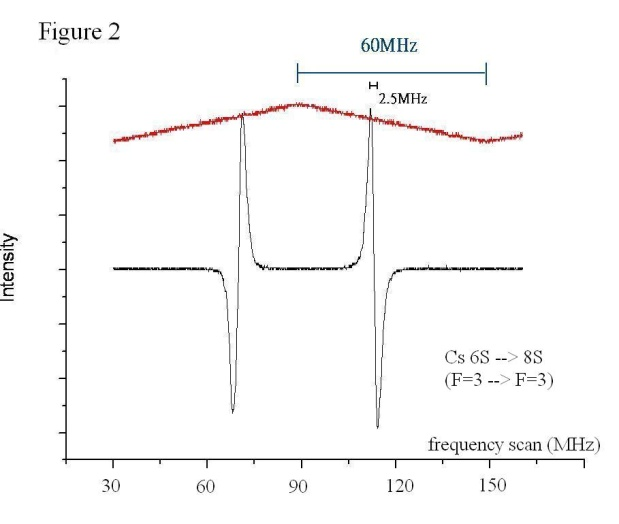 Figure 2
60MHz
2.5MHz
Intensity
Cs 6S --> 8S
(F=3 --> F=3)
frequency scan (MHz)
30 60 90 120 150